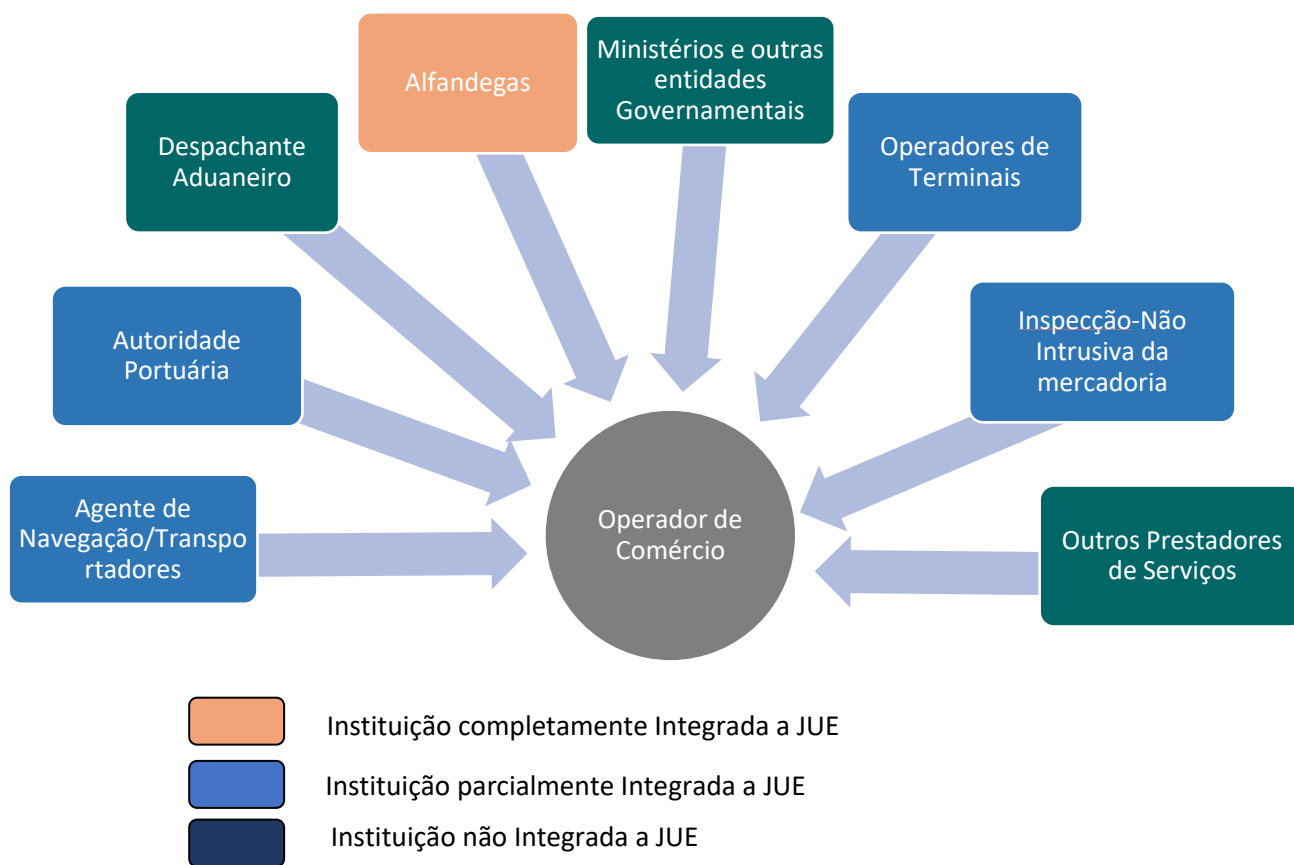 Ministérios e outras
entidades
Governamentais
Alfandegas
Despachante
Aduaneiro
Operadores de
Terminais
Autoridade
Portuária
Inspecção-Não
Intrusiva da
mercadoria
Agente de
Navegação/Transpo
rtadores
Operador de
Comércio
Outros Prestadores
de Serviços
Instituição completamente Integrada a JUE
Instituição parcialmente Integrada a JUE
Instituição não Integrada a JUE